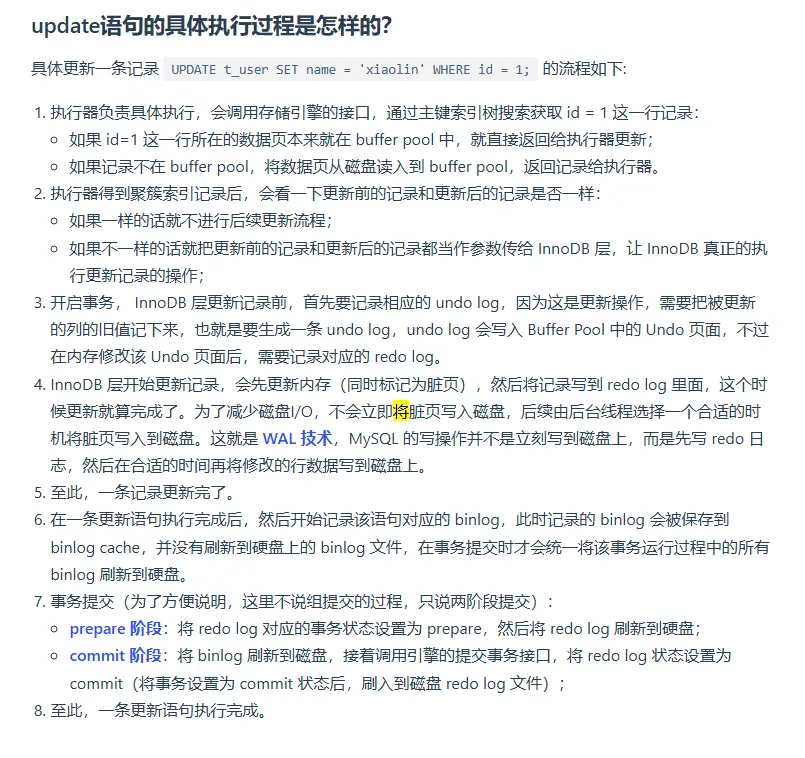 update语句的具体执行过程是怎样的？
具体更新一条记录 UPDATE t_user SET name = 'xiaolin' WHERE id = 1; 的流程如下:
1. 执行器负责具体执行，会调用存储引擎的接口，通过主键索引树搜索获取 id = 1 这一行记录：
如果 id=1 这一行所在的数据页本来就在 buffer pool 中，就直接返回给执行器更新；
如果记录不在 buffer pool，将数据页从磁盘读入到 buffer pool，返回记录给执行器。
2. 执行器得到聚簇索引记录后，会看一下更新前的记录和更新后的记录是否一样：
如果一样的话就不进行后续更新流程；
如果不一样的话就把更新前的记录和更新后的记录都当作参数传给 InnoDB 层，让 InnoDB 真正的执
行更新记录的操作；
3. 开启事务， InnoDB 层更新记录前，首先要记录相应的 undo log，因为这是更新操作，需要把被更新
的列的旧值记下来，也就是要生成一条 undo log，undo log 会写入 Buffer Pool 中的 Undo 页面，不过
在内存修改该 Undo 页面后，需要记录对应的 redo log。
4. InnoDB 层开始更新记录，会先更新内存（同时标记为脏页），然后将记录写到 redo log 里面，这个时
候更新就算完成了。为了减少磁盘I/O，不会立即将脏页写入磁盘，后续由后台线程选择一个合适的时
机将脏页写入到磁盘。这就是 WAL 技术，MySQL 的写操作并不是立刻写到磁盘上，而是先写 redo 日
志，然后在合适的时间再将修改的行数据写到磁盘上。
5. 至此，一条记录更新完了。
6. 在一条更新语句执行完成后，然后开始记录该语句对应的 binlog，此时记录的 binlog 会被保存到
binlog cache，并没有刷新到硬盘上的 binlog 文件，在事务提交时才会统一将该事务运行过程中的所有
binlog 刷新到硬盘。
7. 事务提交（为了方便说明，这里不说组提交的过程，只说两阶段提交）：
prepare 阶段：将 redo log 对应的事务状态设置为 prepare，然后将 redo log 刷新到硬盘；
commit 阶段：将 binlog 刷新到磁盘，接着调用引擎的提交事务接口，将 redo log 状态设置为
commit（将事务设置为 commit 状态后，刷入到磁盘 redo log 文件）；
8. 至此，一条更新语句执行完成。